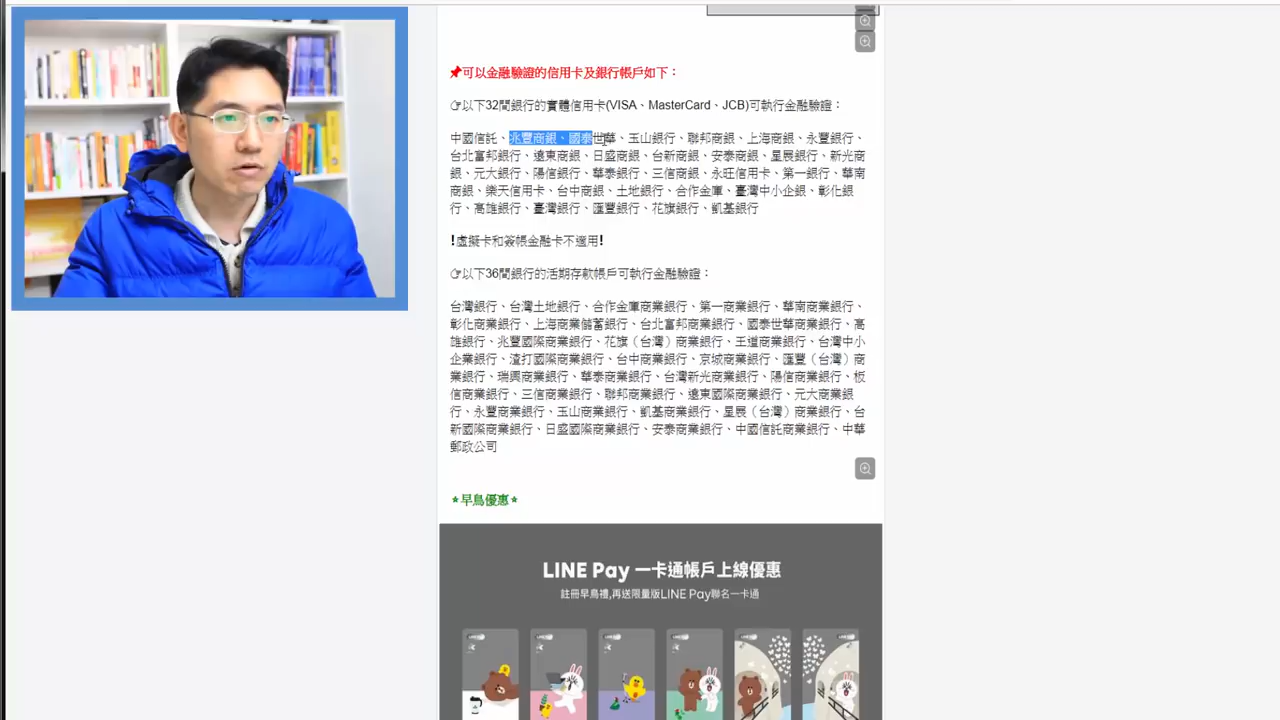 📌可以金融驗證的信用卡及銀行帳戶如下：
👉以下32間銀行的實體信用卡(VISA、MasterCard、JCB)可執行金融驗證：
中國信託、兆豐商銀、國泰世華、玉山銀行、聯邦商銀、上海商銀、永豐銀行、
台北富邦銀行、遠東商銀、日盛商銀、台新商銀、安泰商銀、星展銀行、新光商
銀、元大銀行、陽信銀行、華泰銀行、三信商銀、永旺信用卡、第一銀行、華南
商銀、樂天信用卡、台中商銀、土地銀行、合作金庫、臺灣中小企銀、彰化銀
行、高雄銀行、臺灣銀行、匯豐銀行、花旗銀行、凱基銀行
❗虛擬卡和簽帳金融卡不適用❗
👉以下36間銀行的活期存款帳戶可執行金融驗證：
台灣銀行、台灣土地銀行、合作金庫商業銀行、第一商業銀行、華南商業銀行、
彰化商業銀行、上海商業儲蓄銀行、台北富邦商業銀行、國泰世華商業銀行、高
雄銀行、兆豐國際商業銀行、花旗（台灣）商業銀行、王道商業銀行、台灣中小
企業銀行、渣打國際商業銀行、台中商業銀行、京城商業銀行、匯豐（台灣）商
業銀行、瑞興商業銀行、華泰商業銀行、台灣新光商業銀行、陽信商業銀行、板
信商業銀行、三信商業銀行、聯邦商業銀行、遠東國際商業銀行、元大商業銀
行、永豐商業銀行、玉山商業銀行、凱基商業銀行、星展（台灣）商業銀行、台
新國際商業銀行、日盛國際商業銀行、安泰商業銀行、中國信託商業銀行、中華
郵政公司
★早鳥優惠★
LINE Pay 一卡通帳戶上線優惠
註冊早鳥禮,再送限量版LINE Pay聯名一卡通